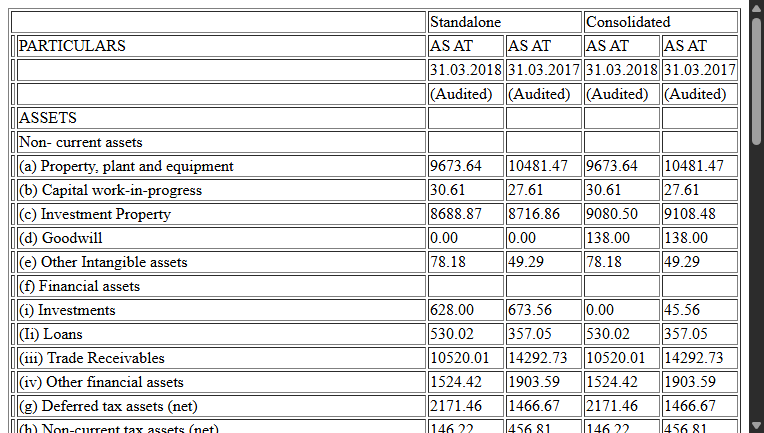 Standalone Consolidated
PARTICULARS AS AT AS AT AS AT AS AT
31.03.2018 31.03.2017 31.03.2018 31.03.2017
(Audited) (Audited) (Audited) (Audited)
ASSETS
Non- current assets
(a) Property, plant and equipment 9673.64 10481.47 9673.64 10481.47
(b) Capital work-in-progress 30.61 27.61 30.61 27.61
(c) Investment Property 8688.87 8716.86 9080.50 9108.48
(d) Goodwill 0.00 0.00 138.00 138.00
(e) Other Intangible assets 78.18 49.29 78.18 49.29
(f) Financial assets
(i) Investments 628.00 673.56 0.00 45.56
(Ii) Loans 530.02 357.05 530.02 357.05
(iii) Trade Receivables 10520.01 14292.73 10520.01 14292.73
(iv) Other financial assets 1524.42 1903.59 1524.42 1903.59
(g) Deferred tax assets (net) 2171.46 1466.67 2171.46 1466.67
(h) Non-current tax assets (net) 146.22 456.81 146.22 456.81